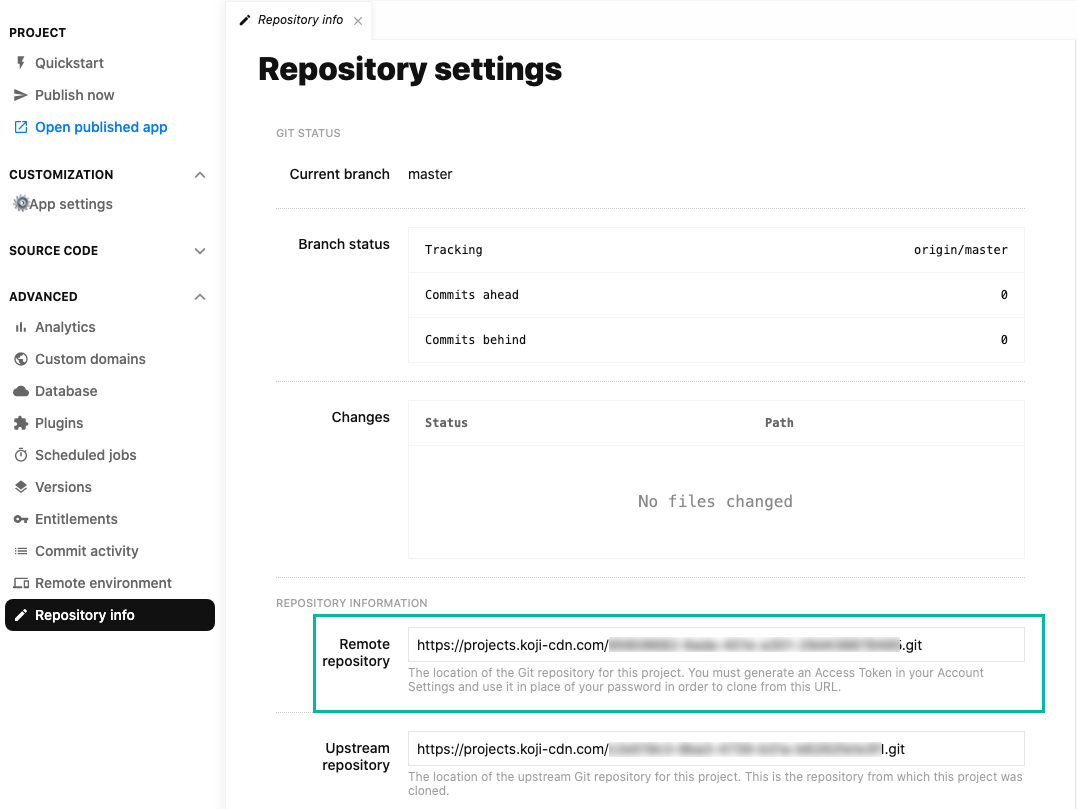 PROJECT
Quickstart
Publish now
Open published app
CUSTOMIZATION
App settings
SOURCE CODE
ADVANCED
Analytics
Custom domains
Database
Plugins
Scheduled jobs
Versions
Entitlements
Commit activity
Remote environment
Repository info
Repository info
Repository settings
GIT STATUS
Current branch master
Branch status
Tracking origin/master
Commits ahead 0
Commits behind 0
Changes
Status Path
No files changed
REPOSITORY INFORMATION
Remote repository
https://projects.koji-cdn.com/ .git
The location of the Git repository for this project. You must generate an Access Token in your Account
Settings and use it in place of your password in order to clone from this URL.
Upstream repository
https://projects.koji-cdn.com/ .git
The location of the upstream Git repository for this project. This is the repository from which this project was
cloned.